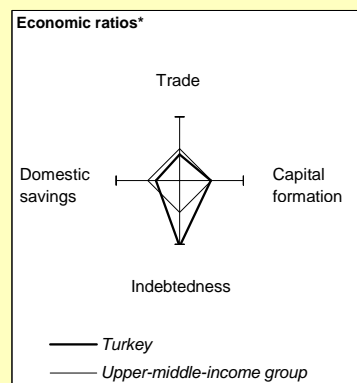 Economic ratios*
Trade
Domestic
savings
Capital
formation
Indebtedness
Turkey
Upper-middle-income group